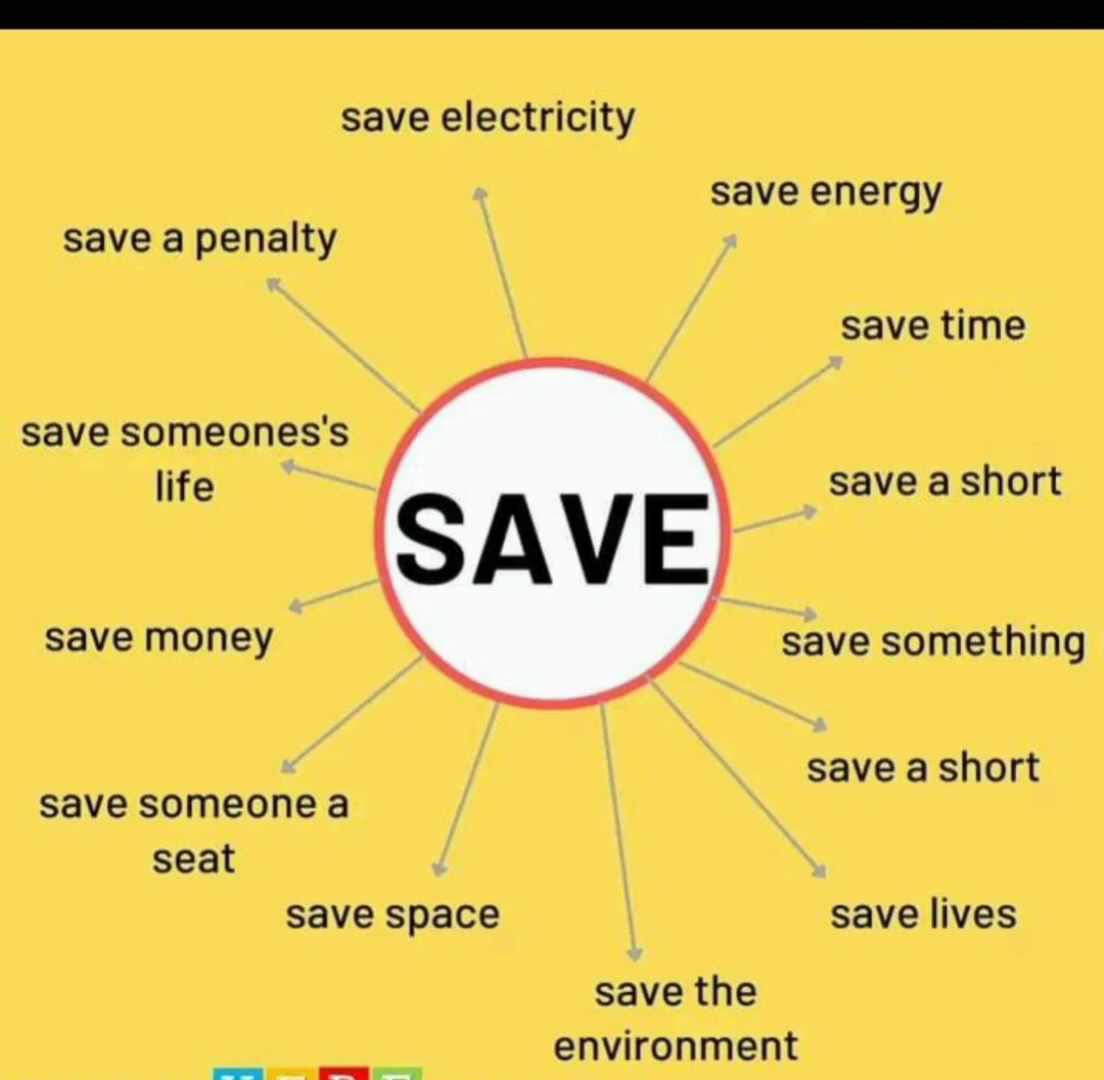 save electricity
save energy
save a penalty
save time
save someones's
life
save a short
SAVE
save money
save something
save a short
save someone a
seat
save space
save lives
save the
environment